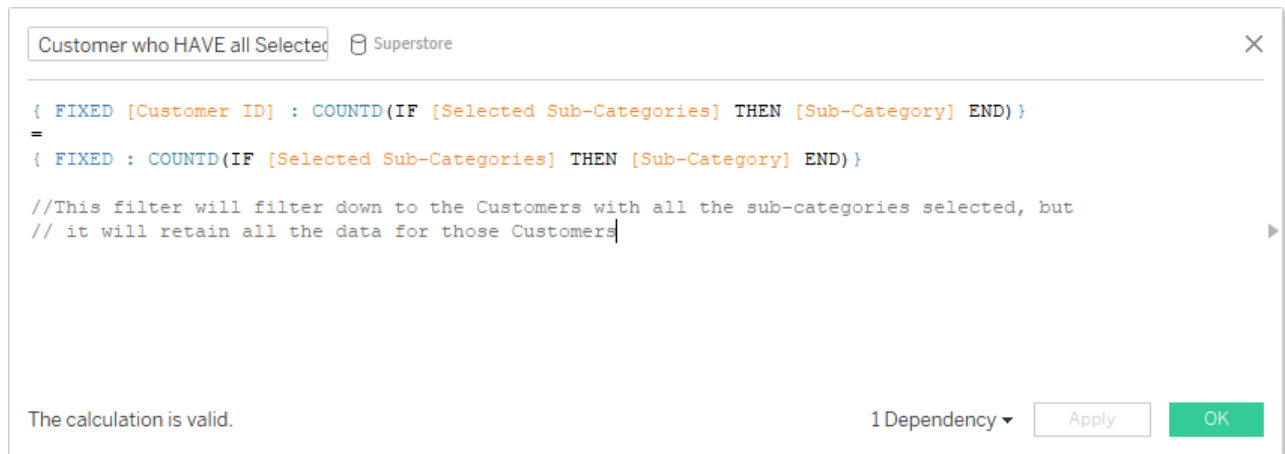 Customer who HAVE all Selected Superstore
{ FIXED [Customer ID] : COUNTD(IF [Selected Sub-Categories] THEN [Sub-Category] END)}
=
{ FIXED : COUNTD(IF [Selected Sub-Categories] THEN [Sub-Category] END)}
//This filter will filter down to the Customers with all the sub-categories selected, but
// it will retain all the data for those Customers
The calculation is valid. 1 Dependency Apply OK